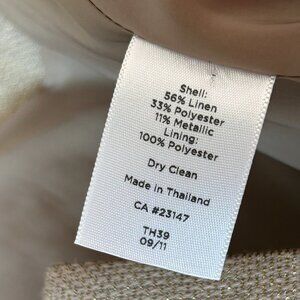 Shell:
56% Linen
33% Polyester
11% Metallic
Lining:
100% Polyester
Dry Clean
Made in Thailand
CA #23147
TH39
09/11